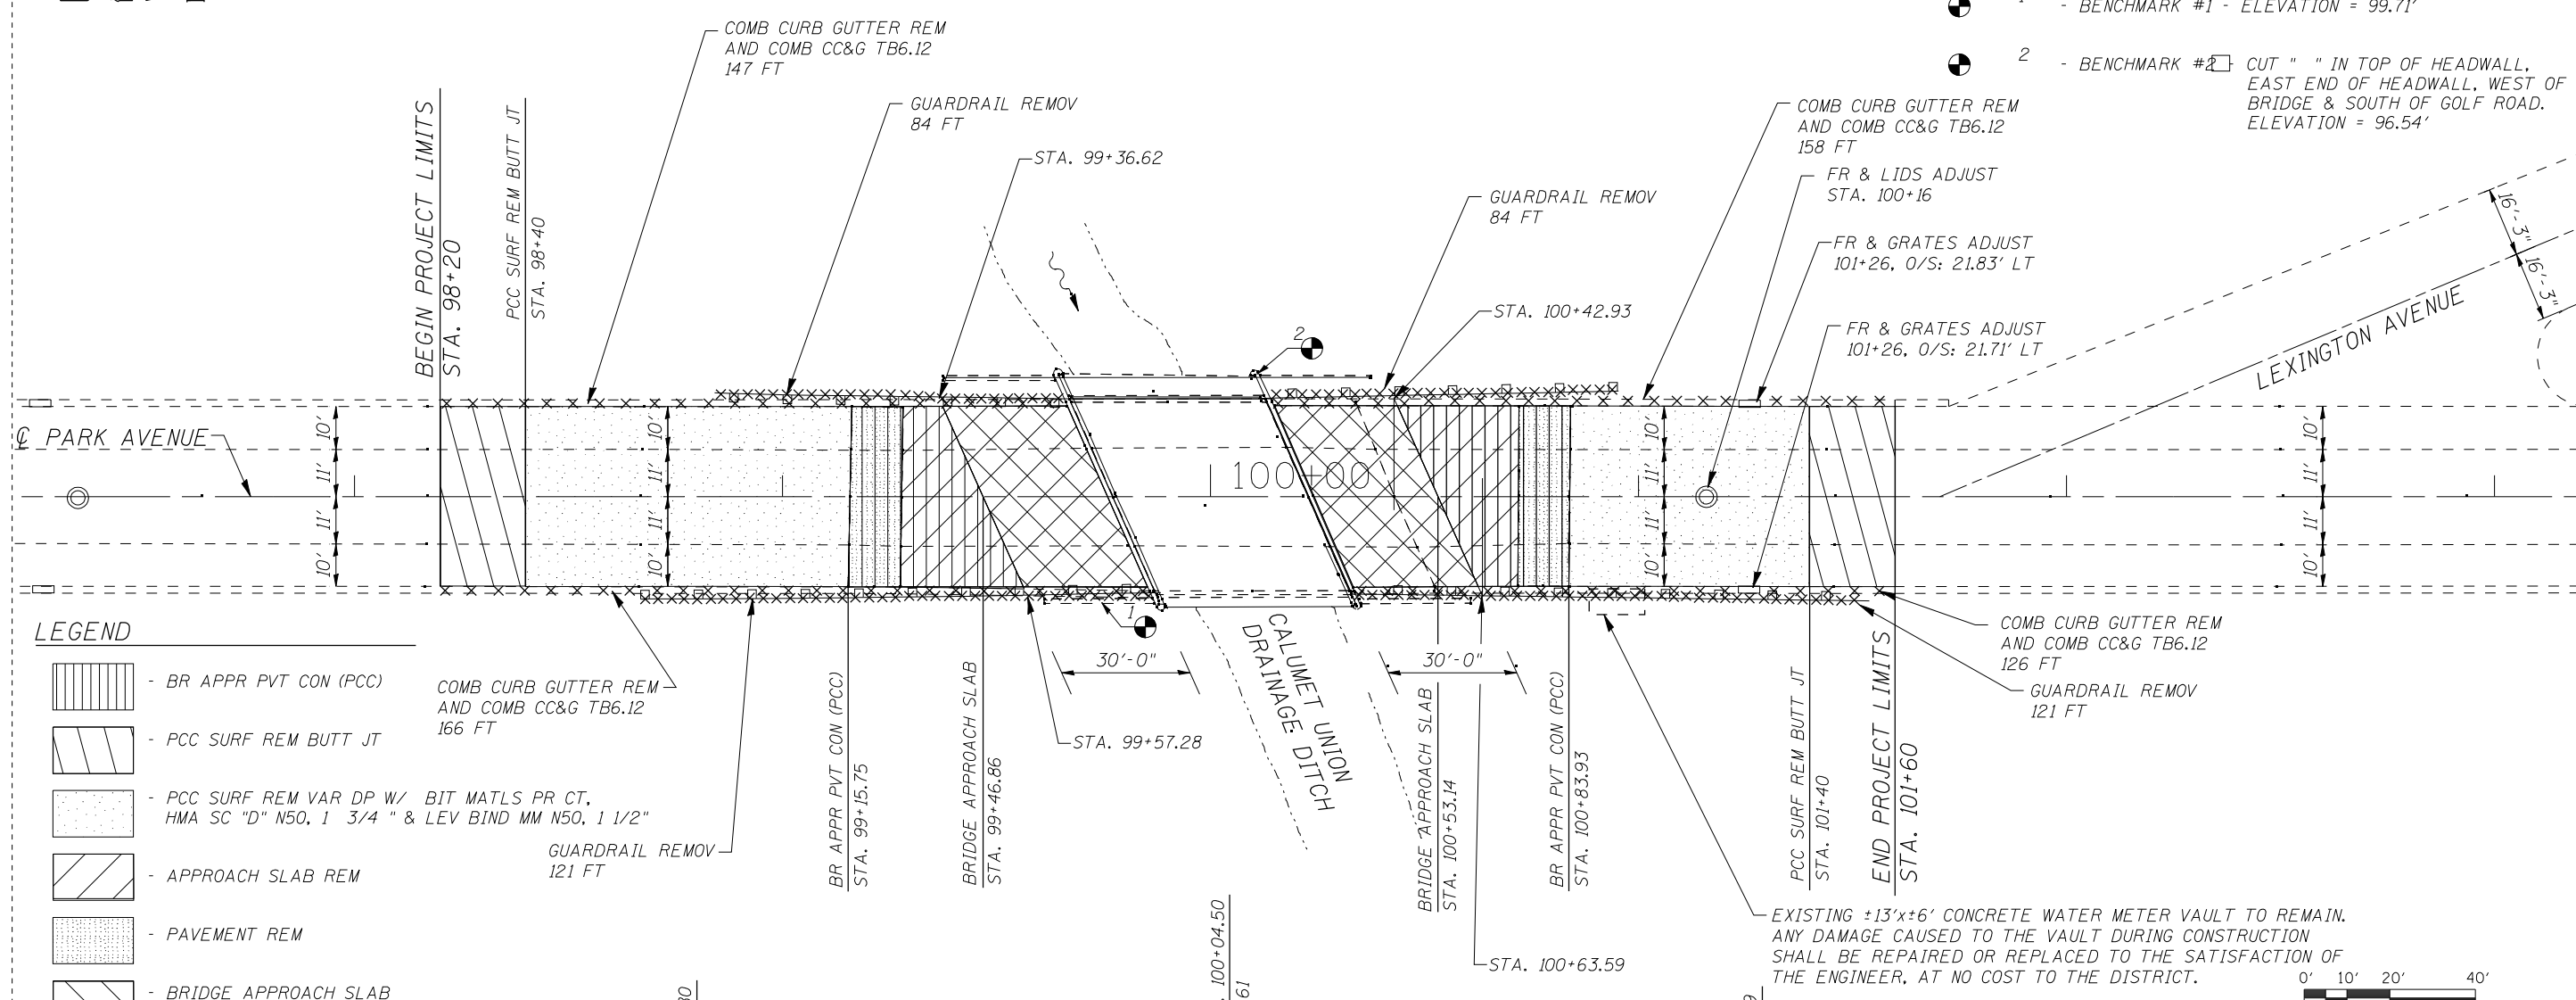 - BENCHMARK #1 - ELEVATION = 99.71'
2
- BENCHMARK #2 - CUT " " IN TOP OF HEADWALL,
EAST END OF HEADWALL, WEST OF
BRIDGE & SOUTH OF GOLF ROAD.
ELEVATION = 96.54'
COMB CURB GUTTER REM
AND COMB CC&G TB6.12
147 FT
GUARDRAIL REMOV
84 FT
STA. 99+36.62
BEGIN PROJECT LIMITS
STA. 98+20
PCC SURF REM BUTT JT
STA. 98+40
GUARDRAIL REMOV
84 FT
STA. 100+42.93
COMB CURB GUTTER REM
AND COMB CC&G TB6.12
158 FT
FR & LIDS ADJUST
STA. 100+16
FR & GRATES ADJUST
101+26, O/S: 21.83' LT
FR & GRATES ADJUST
101+26, O/S: 21.71' LT
16'-3"
16'-3"
LEXINGTON AVENUE
2
℄ PARK AVENUE
10'
11'
11'
10'
10'
11'
11'
10'
100+00
10'
11'
11'
10'
10'
11'
11'
10'
1
30'-0"
30'-0"
CALUMET UNION
DRAINAGE DITCH
LEGEND
- BR APPR PVT CON (PCC)
- PCC SURF REM BUTT JT
- PCC SURF REM VAR DP W/ BIT MATLS PR CT,
HMA SC "D" N50, 1 3/4 " & LEV BIND MM N50, 1 1/2"
- APPROACH SLAB REM
- PAVEMENT REM
- BRIDGE APPROACH SLAB
COMB CURB GUTTER REM
AND COMB CC&G TB6.12
166 FT
GUARDRAIL REMOV
121 FT
BR APPR PVT CON (PCC)
STA. 99+15.75
BRIDGE APPROACH SLAB
STA. 99+46.86
STA. 99+57.28
BRIDGE APPROACH SLAB
STA. 100+53.14
BR APPR PVT CON (PCC)
STA. 100+83.93
STA. 100+63.59
PCC SURF REM BUTT JT
STA. 101+40
END PROJECT LIMITS
STA. 101+60
COMB CURB GUTTER REM
AND COMB CC&G TB6.12
126 FT
GUARDRAIL REMOV
121 FT
EXISTING ±13'x±6' CONCRETE WATER METER VAULT TO REMAIN.
ANY DAMAGE CAUSED TO THE VAULT DURING CONSTRUCTION
SHALL BE REPAIRED OR REPLACED TO THE SATISFACTION OF
THE ENGINEER, AT NO COST TO THE DISTRICT.
100+04.50
61
0' 10' 20' 40'